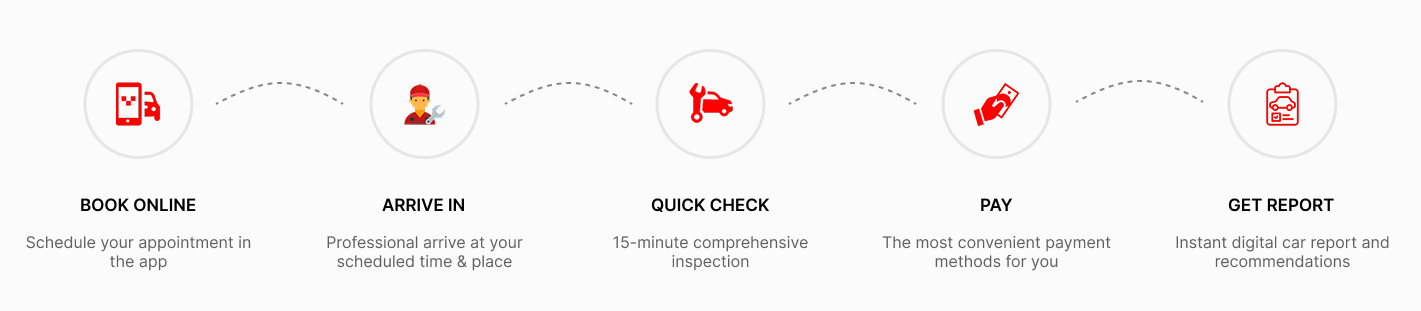 BOOK ONLINE
Schedule your appointment in
the app
ARRIVE IN
Professional arrive at your
scheduled time & place
QUICK CHECK
15-minute comprehensive
inspection
PAY
The most convenient payment
methods for you
GET REPORT
Instant digital car report and
recommendations